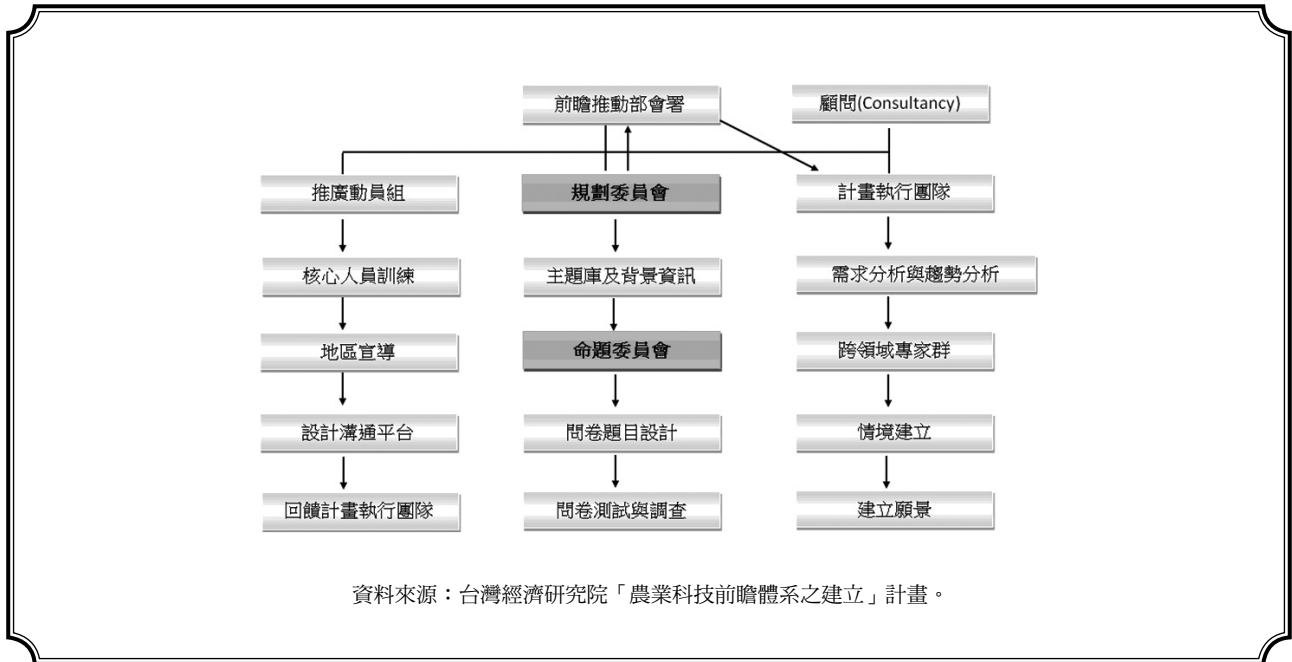 前瞻推動部會署
顧問(Consultancy)
推廣動員組
規劃委員會
計畫執行團隊
核心人員訓練
主題庫及背景資訊
需求分析與趨勢分析
地區宣導
命題委員會
跨領域專家群
設計溝通平台
問卷題目設計
情境建立
回饋計畫執行團隊
問卷測試與調查
建立願景
資料來源：台灣經濟研究院「農業科技前瞻體系之建立」計畫。